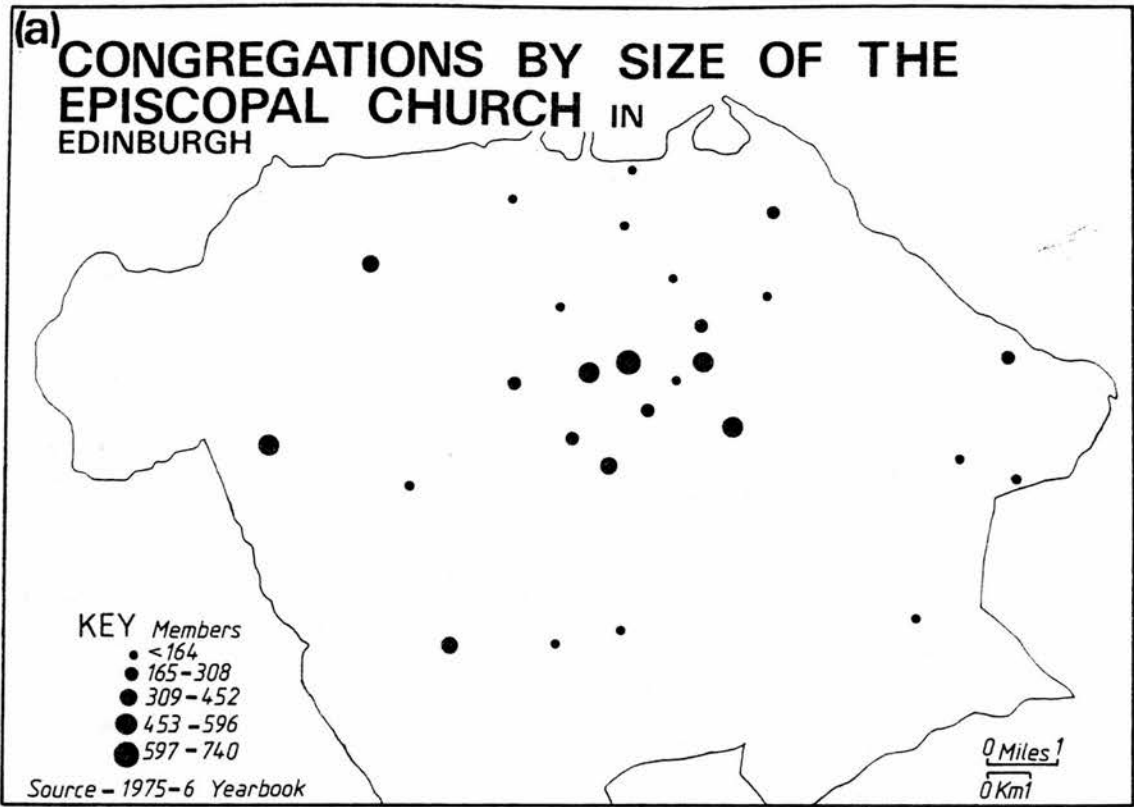 (a)
CONGREGATIONS BY SIZE OF THE
EPISCOPAL CHURCH IN
EDINBURGH
KEY Members
<164
165-308
309-452
453-596
597-740
Source - 1975-6 Yearbook
0 Miles 1
0 Km 1